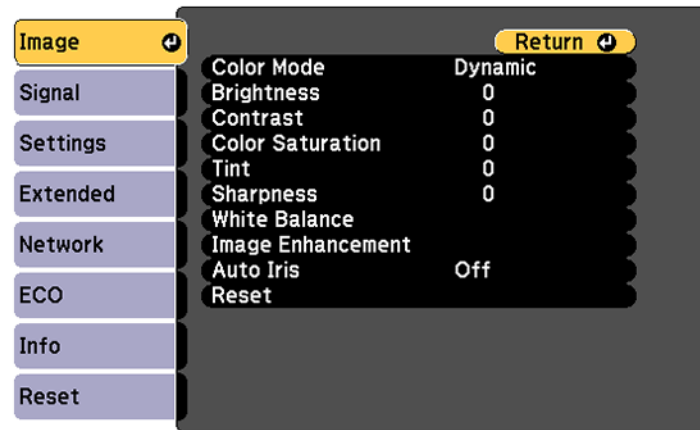 Image
Signal
Settings
Extended
Network
ECO
Info
Reset
Return
Color Mode Dynamic
Brightness 0
Contrast 0
Color Saturation 0
Tint 0
Sharpness 0
White Balance
Image Enhancement
Auto Iris Off
Reset